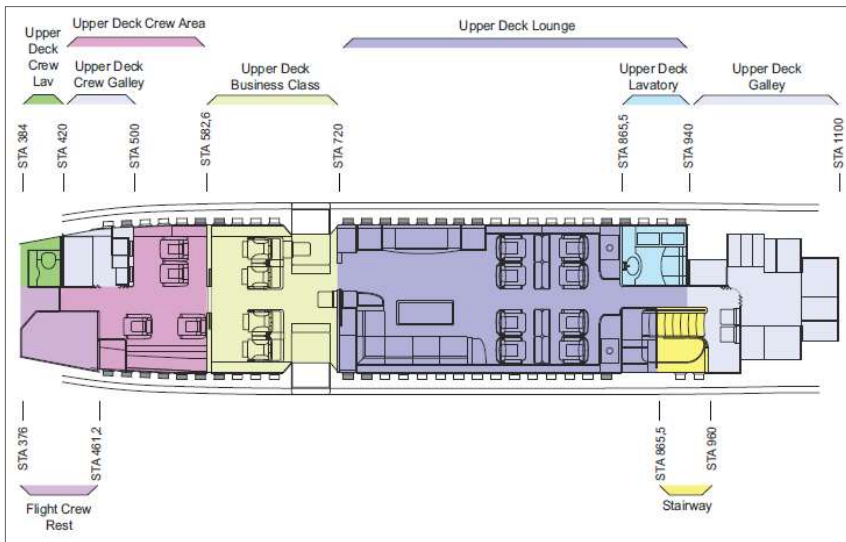 Upper
Deck
Crew
Lav
Upper Deck Crew Area
Upper Deck
Crew Galley
Upper Deck
Business Class
Upper Deck Lounge
Upper Deck
Lavatory
Upper Deck
Galley
STA 384
STA 420
STA 500
STA 582,6
STA 720
STA 865,5
STA 940
STA 1100
STA 376
STA 461,2
STA 865,5
STA 960
Flight Crew
Rest
Stairway